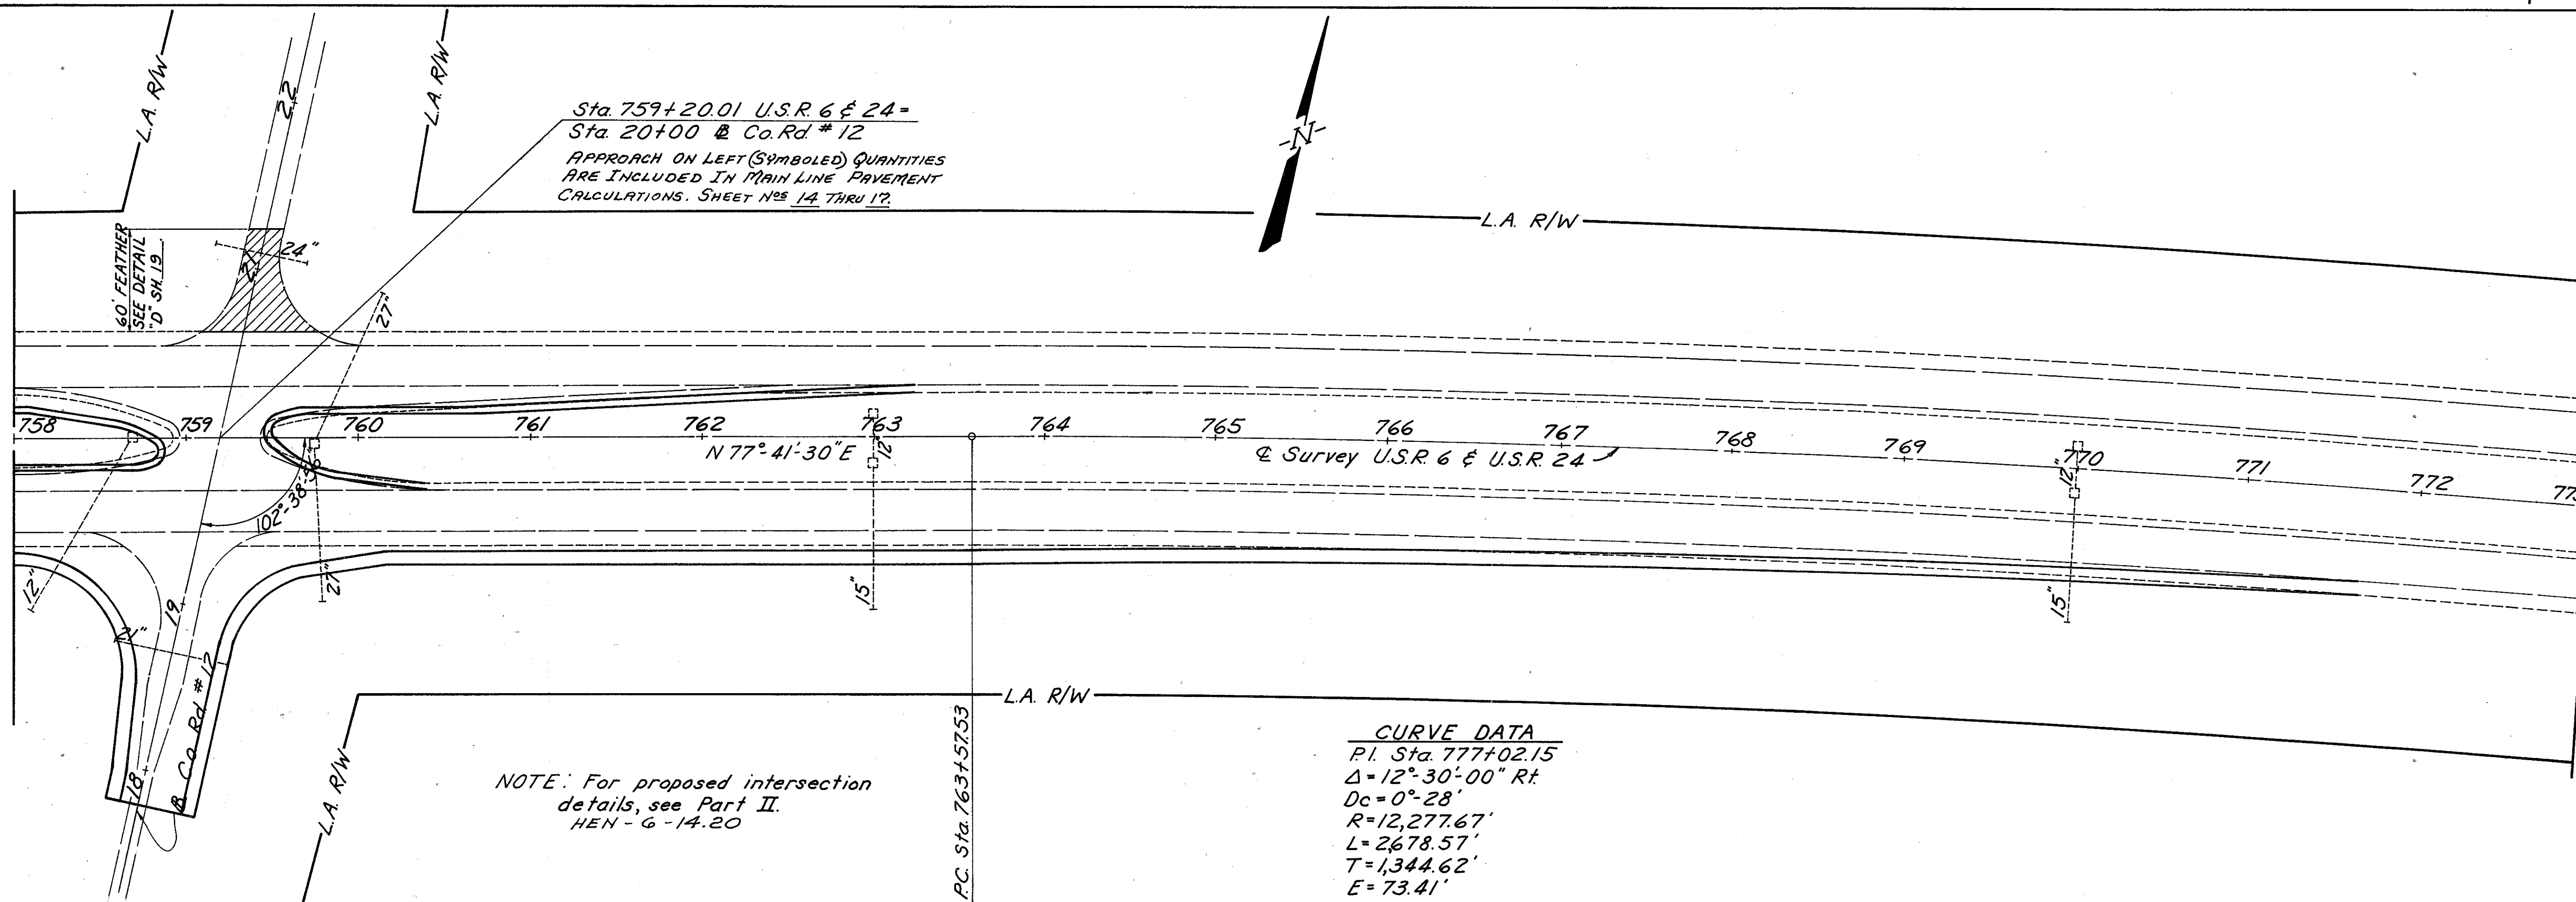 L.A. R/W
L.A. R/W
22
Sta. 759+20.01 U.S.R. 6 & 24 =
Sta. 20+00 ℄ Co. Rd. # 12
APPROACH ON LEFT (SYMBOLED) QUANTITIES
ARE INCLUDED IN MAIN LINE PAVEMENT
CALCULATIONS. SHEET Nos 14 THRU 17.
-N-
L.A. R/W
60' FEATHER
SEE DETAIL
"D" SH. 19.
21
24"
27"
758 759 760 761 762 763 764 765 766 767 768 769 770 771 772
N 77°-41'-30" E
12"
℄ Survey U.S.R. 6 & U.S.R. 24
12"
102°-38'-56"
12"
27"
15"
15"
19
21"
B Co. Rd # 12
18
L.A. R/W
L.A. R/W
P.C. Sta. 763+57.53
NOTE: For proposed intersection
details, see Part II.
HEN - 6 - 14.20
CURVE DATA
P.I. Sta. 777+02.15
Δ = 12°-30'-00" Rt.
Dc = 0°-28'
R = 12,277.67'
L = 2,678.57'
T = 1,344.62'
E = 73.41'